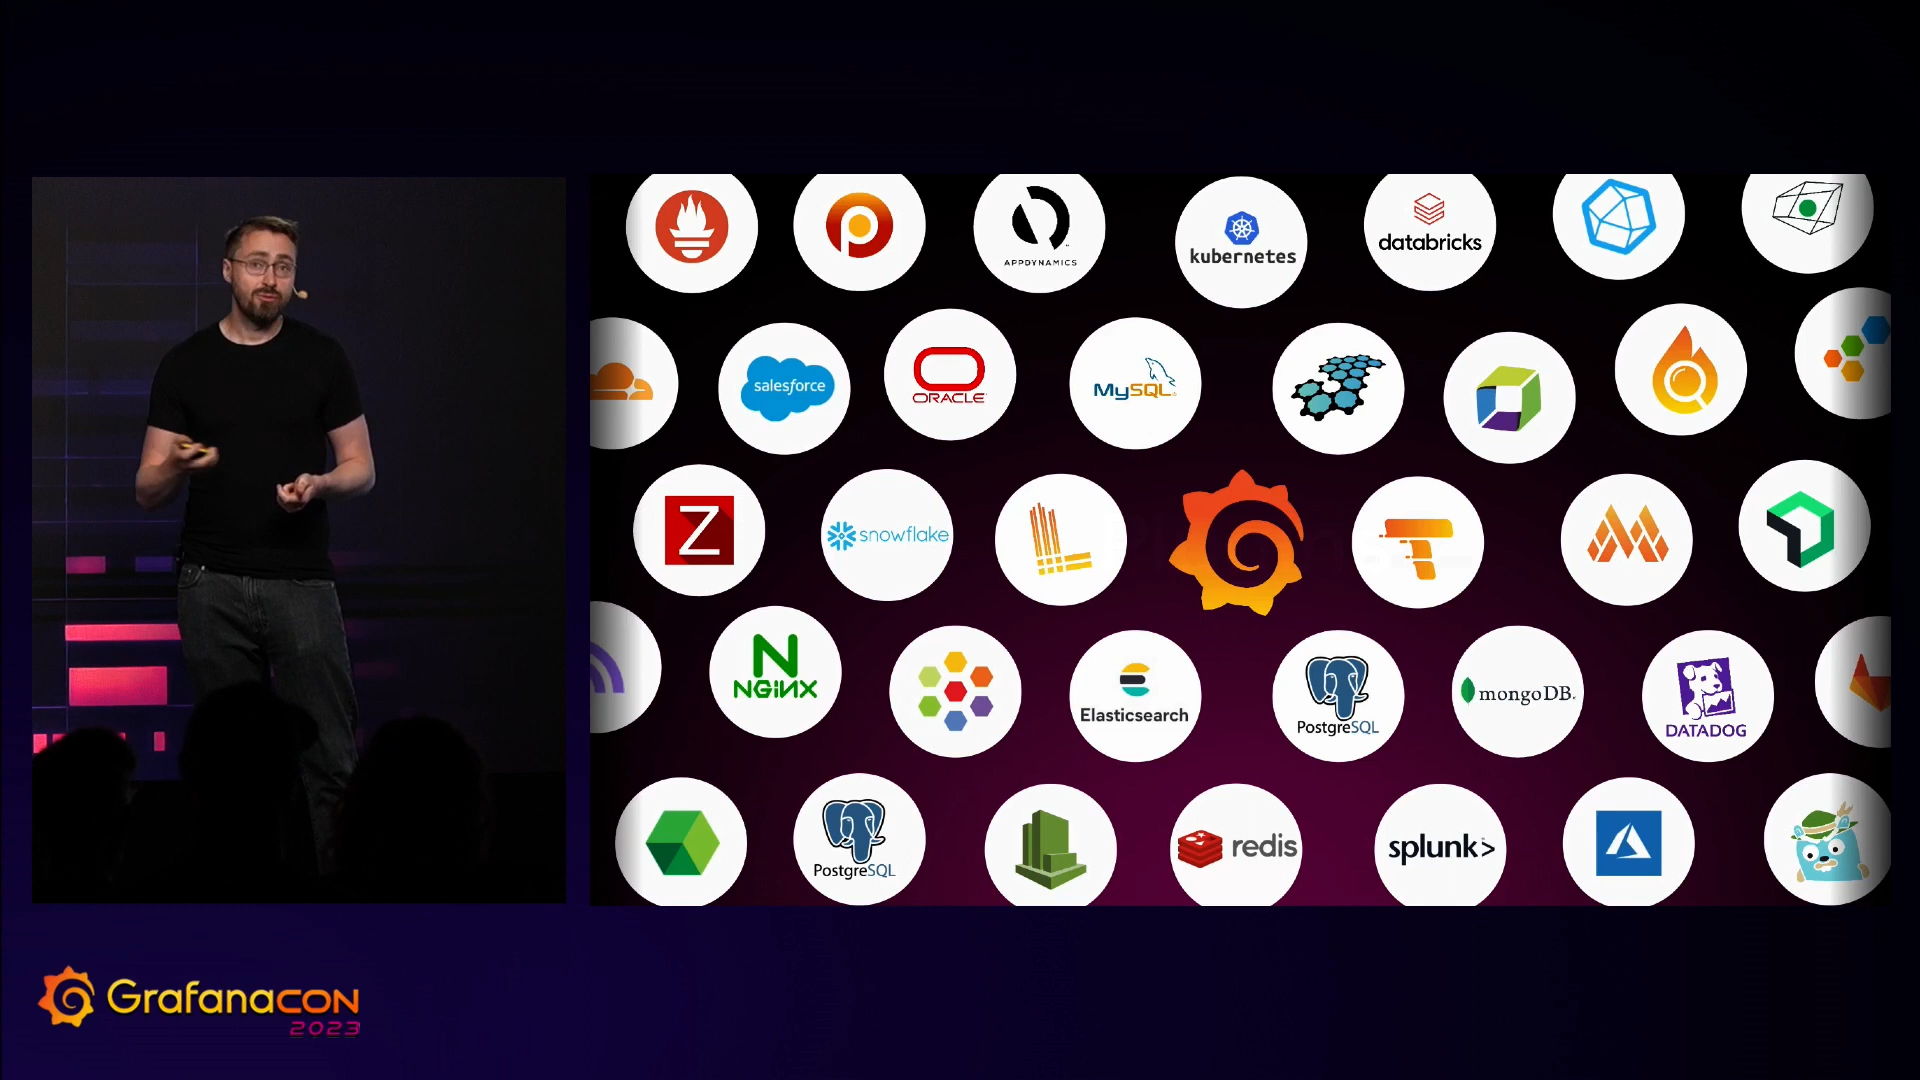 APPDYNAMICS
kubernetes
databricks
salesforce
ORACLE
MySQL
Z
snowflake
NGINX
Elasticsearch
PostgreSQL
mongoDB.
DATADOG
PostgreSQL
redis
splunk>
GrafanaCON
2023